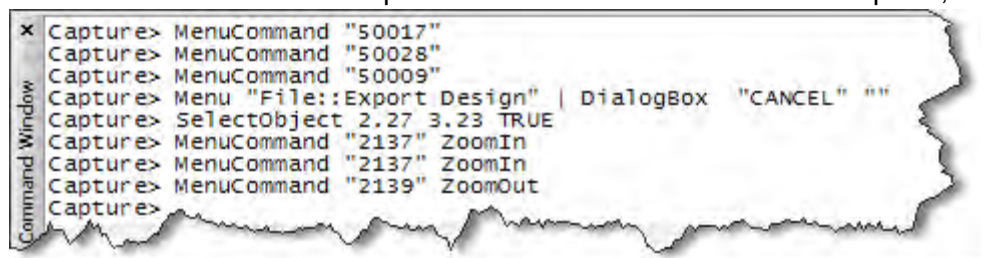 Capture> MenuCommand "50017"
Capture> MenuCommand "50028"
Capture> MenuCommand "50009"
Capture> Menu "File::Export Design" | DialogBox "CANCEL" ""
Capture> SelectObject 2.27 3.23 TRUE
Capture> MenuCommand "2137" ZoomIn
Capture> MenuCommand "2137" ZoomIn
Capture> MenuCommand "2139" ZoomOut
Capture>
Command Window